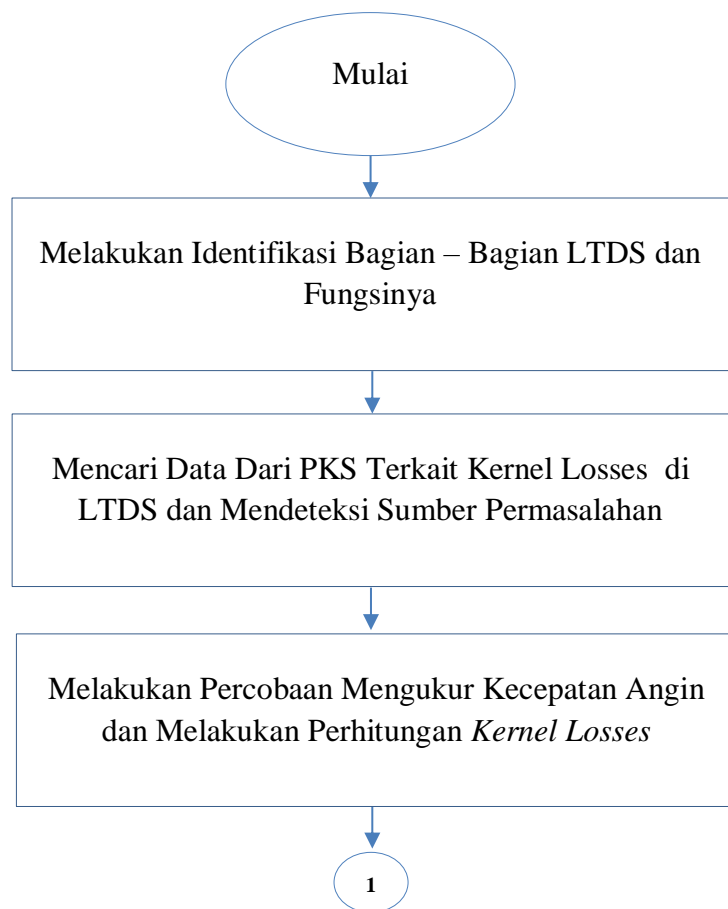 Mulai
Melakukan Identifikasi Bagian – Bagian LTDS dan
Fungsinya
Mencari Data Dari PKS Terkait Kernel Losses di
LTDS dan Mendeteksi Sumber Permasalahan
Melakukan Percobaan Mengukur Kecepatan Angin
dan Melakukan Perhitungan Kernel Losses
1